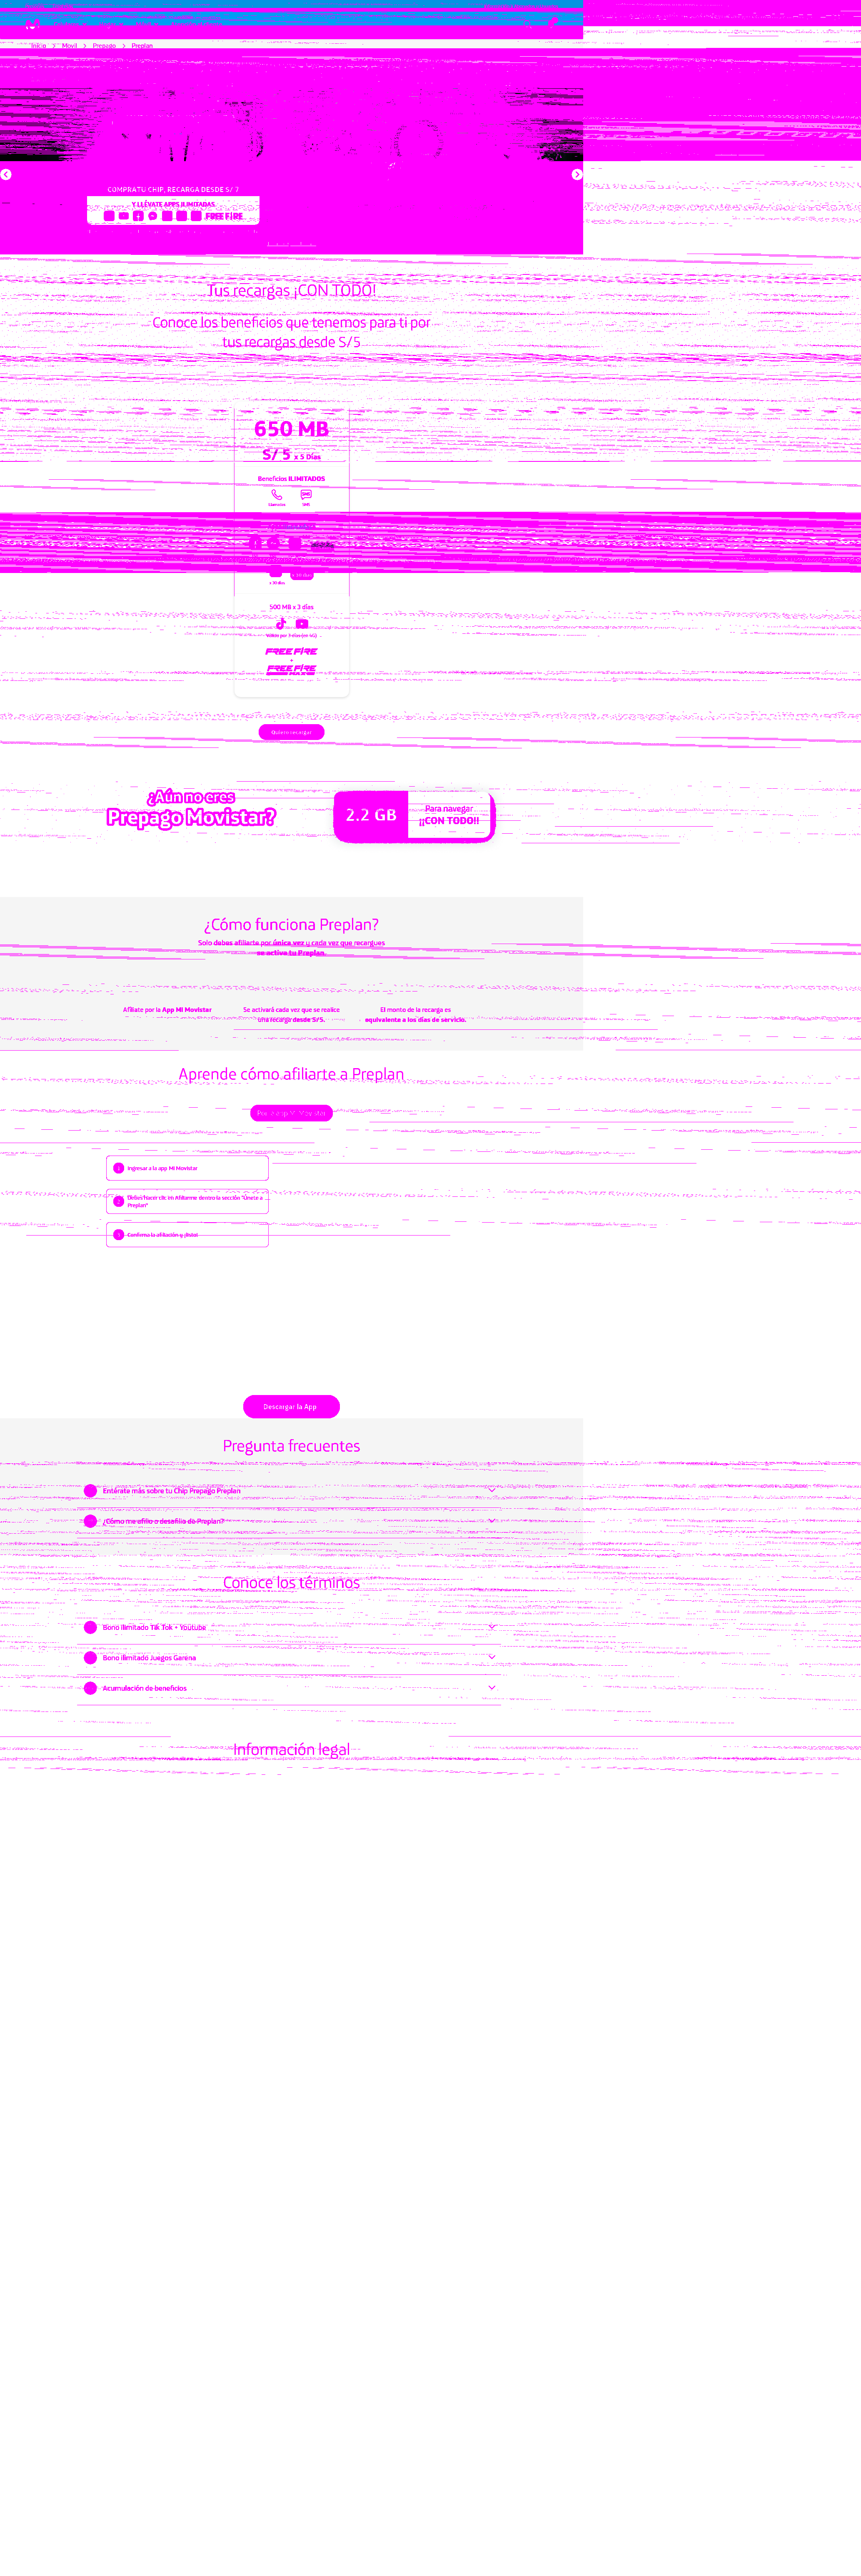 Inicio > Movil > Prepago > Preplan
COMPRA TU CHIP, RECARGA DESDE S/ 7
Y LLÉVATE APPS ILIMITADAS
FREE FIRE
Tus recargas ¡CON TODO!
Conoce los beneficios que tenemos para ti por
tus recargas desde S/5
650 MB
S/ 5 x 5 Días
Beneficios ILIMITADOS
Llamadas SMS
500 MB x 3 días
FREE FIRE
+
FREE FIRE
Quiero recargar
¿Aún no eres
Prepago Movistar?
2.2 GB
Para navegar
¡¡CON TODO!!
¿Cómo funciona Preplan?
Solo debes afiliarte por única vez y cada vez que recargues
se activa tu Preplan.
Afíliate por la App Mi Movistar
Se activará cada vez que se realice
una recarga desde S/5.
El monto de la recarga es
equivalente a los días de servicio.
Aprende cómo afiliarte a Preplan
1 Ingresar a la app Mi Movistar
2 Debes hacer clic en Afiliarme dentro la sección "Únete a
Preplan"
3 Confirma la afiliación y ¡listo!
Descargar la App
Pregunta frecuentes
Entérate más sobre tu Chip Prepago Preplan
¿Cómo me afilio o desafilio de Preplan?
Conoce los términos
Bono ilimitado Tik Tok + Youtube
Bono ilimitado Juegos Garena
Acumulación de beneficios
Información legal